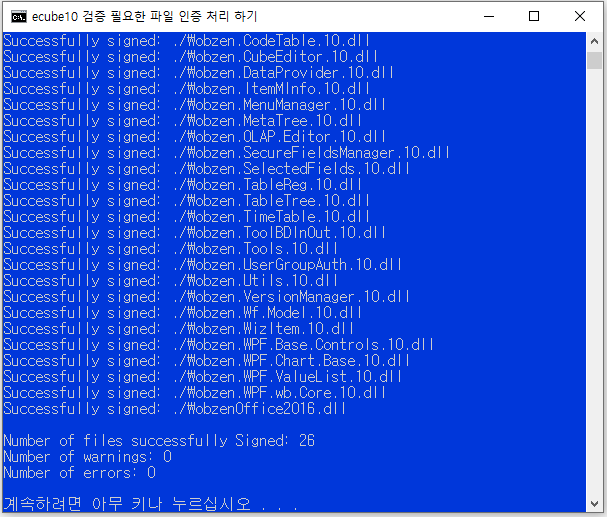 ecube10 검증 필요한 파일 인증 처리 하기
Successfully signed: ./₩obzen.CodeTable.10.dll
Successfully signed: ./₩obzen.CubeEditor.10.dll
Successfully signed: ./₩obzen.DataProvider.10.dll
Successfully signed: ./₩obzen.ItemMInfo.10.dll
Successfully signed: ./₩obzen.MenuManager.10.dll
Successfully signed: ./₩obzen.MetaTree.10.dll
Successfully signed: ./₩obzen.OLAP.Editor.10.dll
Successfully signed: ./₩obzen.SecureFieldsManager.10.dll
Successfully signed: ./₩obzen.SelectedFields.10.dll
Successfully signed: ./₩obzen.TableReg.10.dll
Successfully signed: ./₩obzen.TableTree.10.dll
Successfully signed: ./₩obzen.TimeTable.10.dll
Successfully signed: ./₩obzen.ToolBDInOut.10.dll
Successfully signed: ./₩obzen.Tools.10.dll
Successfully signed: ./₩obzen.UserGroupAuth.10.dll
Successfully signed: ./₩obzen.Utils.10.dll
Successfully signed: ./₩obzen.VersionManager.10.dll
Successfully signed: ./₩obzen.Wf.Model.10.dll
Successfully signed: ./₩obzen.WizItem.10.dll
Successfully signed: ./₩obzen.WPF.Base.Controls.10.dll
Successfully signed: ./₩obzen.WPF.Chart.Base.10.dll
Successfully signed: ./₩obzen.WPF.ValueList.10.dll
Successfully signed: ./₩obzen.WPF.wb.Core.10.dll
Successfully signed: ./₩obzenOffice2016.dll
Number of files successfully Signed: 26
Number of warnings: 0
Number of errors: 0
계속하려면 아무 키나 누르십시오 . . .